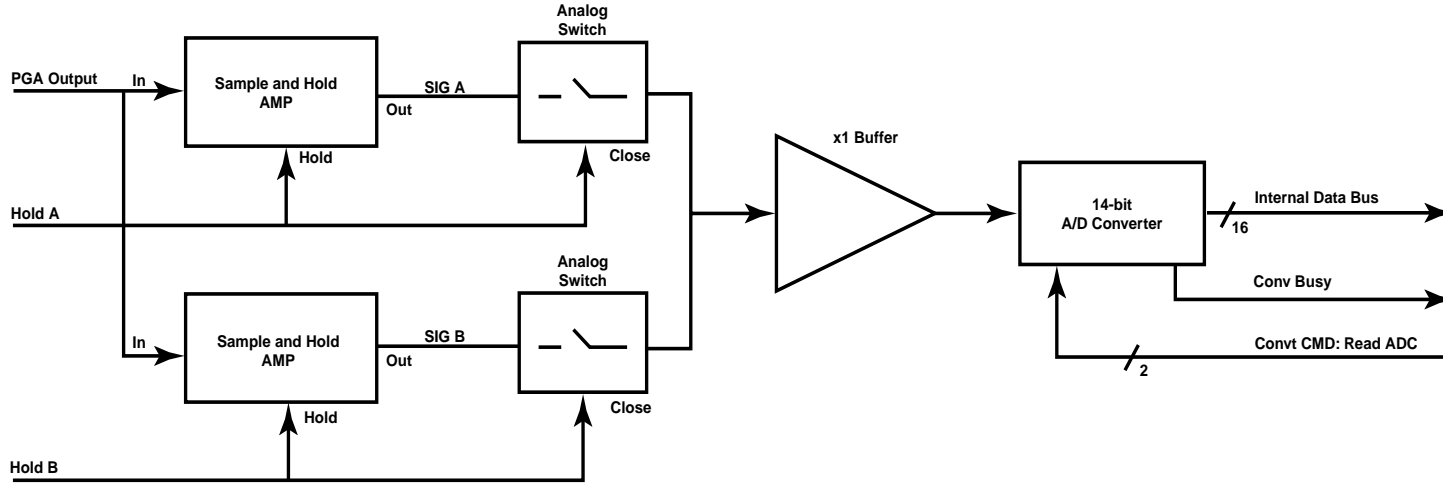 Analog
Switch
PGA Output
In
Sample and Hold
AMP
SIG A
Out
Hold
Close
Hold A
x1 Buffer
14-bit
A/D Converter
Internal Data Bus
16
Conv Busy
Convt CMD: Read ADC
2
Analog
Switch
In
Sample and Hold
AMP
SIG B
Out
Hold
Close
Hold B